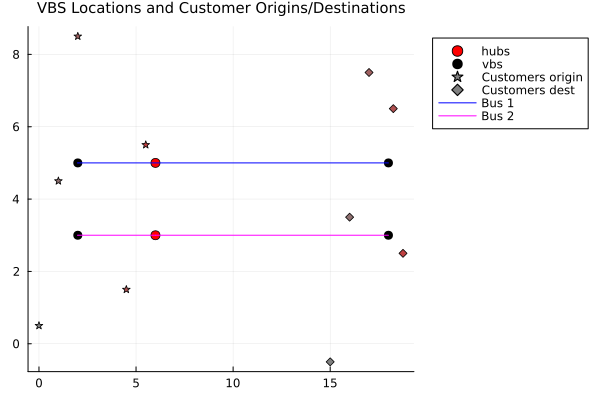 VBS Locations and Customer Origins/Destinations
hubs
vbs
Customers origin
Customers dest
Bus 1
Bus 2
8
6
4
2
0
0 5 10 15